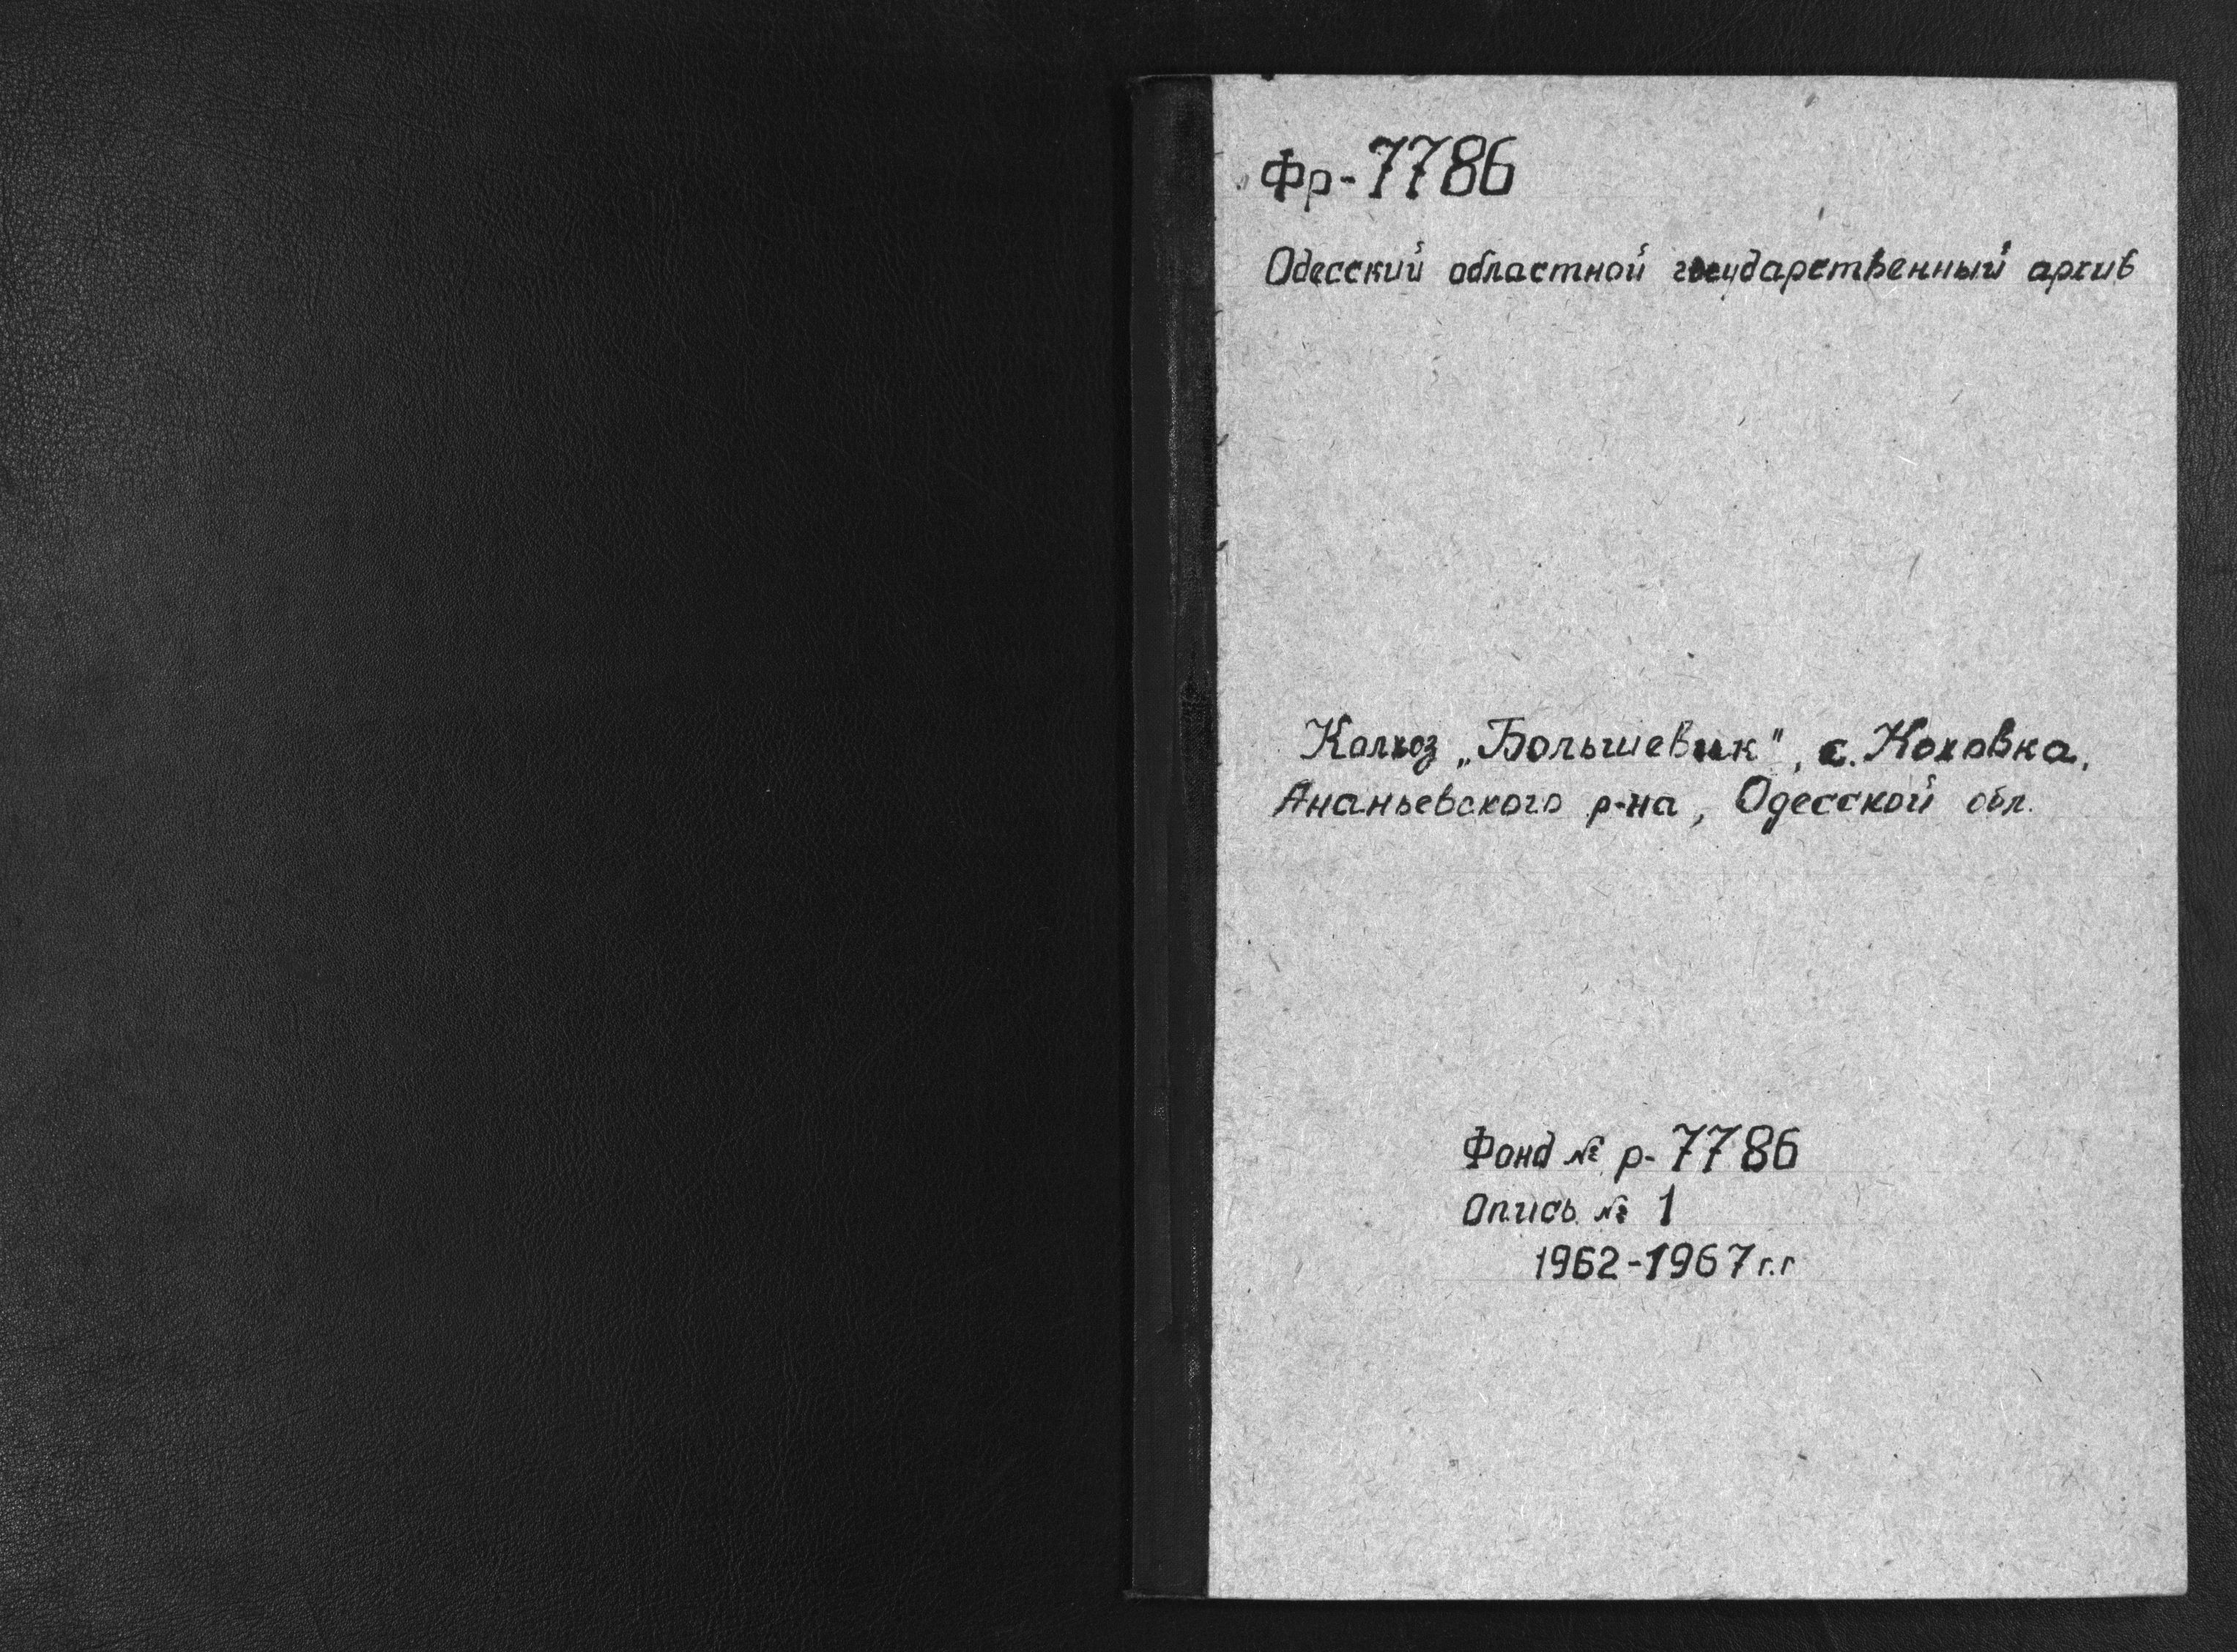 Фр-7786
Одесский областной государственный архив
Колхоз „Большевик", с. Коховка,
Ананьевского р-на, Одесской обл.
Фонд № р-7786
Опись № 1
1962-1967 г.г